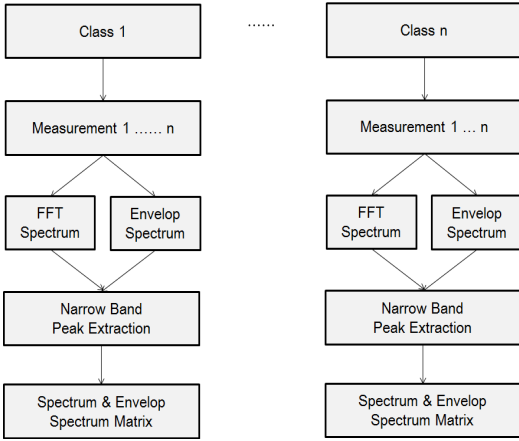 Class 1
......
Class n
Measurement 1 ...... n
Measurement 1 ... n
FFT
Spectrum
Envelop
Spectrum
FFT
Spectrum
Envelop
Spectrum
Narrow Band
Peak Extraction
Narrow Band
Peak Extraction
Spectrum & Envelop
Spectrum Matrix
Spectrum & Envelop
Spectrum Matrix